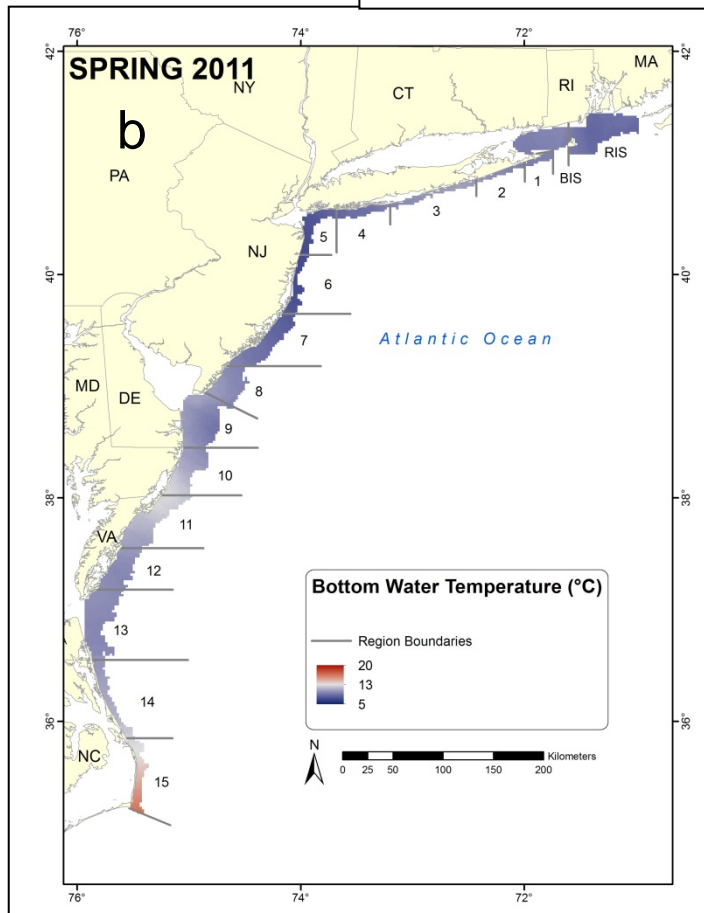 76° 74° 72°
42° 42°
SPRING 2011
MA
NY
CT
RI
b
PA
RIS
BIS
1
2
3
4
5
NJ
40° 40°
6
Atlantic Ocean
7
MD
DE
8
9
10
38° 38°
11
VA
12
13
14
36° 36°
NC
15
Bottom Water Temperature (°C)
Region Boundaries
20
13
5
N
Kilometers
0 25 50 100 150 200
76° 74° 72°